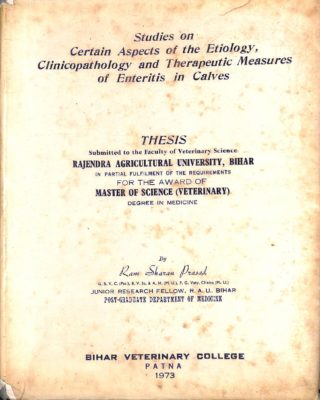 Studies on
Certain Aspects of the Etiology,
Clinicopathology and Therapeutic Measures
of Enteritis in Calves
THESIS
Submitted to the Faculty of Veterinary Science
RAJENDRA AGRICULTURAL UNIVERSITY, BIHAR
IN PARTIAL FULFILMENT OF THE REQUIREMENTS
FOR THE AWARD OF
MASTER OF SCIENCE (VETERINARY)
DEGREE IN MEDICINE
By
Ram Sharan Prasad
JUNIOR RESEARCH FELLOW, R. A. U. BIHAR
POST-GRADUATE DEPARTMENT OF MEDICINE
BIHAR VETERINARY COLLEGE
PATNA
1973